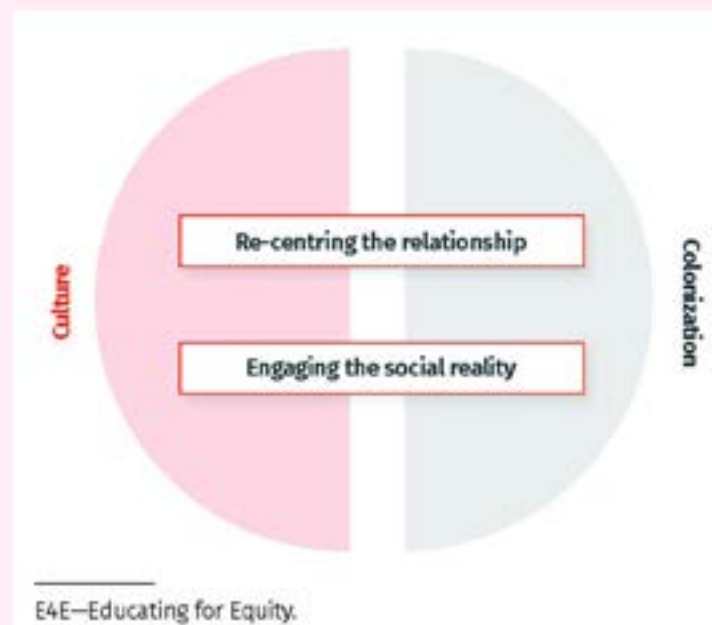 Culture
Re-centring the relationship
Engaging the social reality
Colonization
E4E—Educating for Equity.